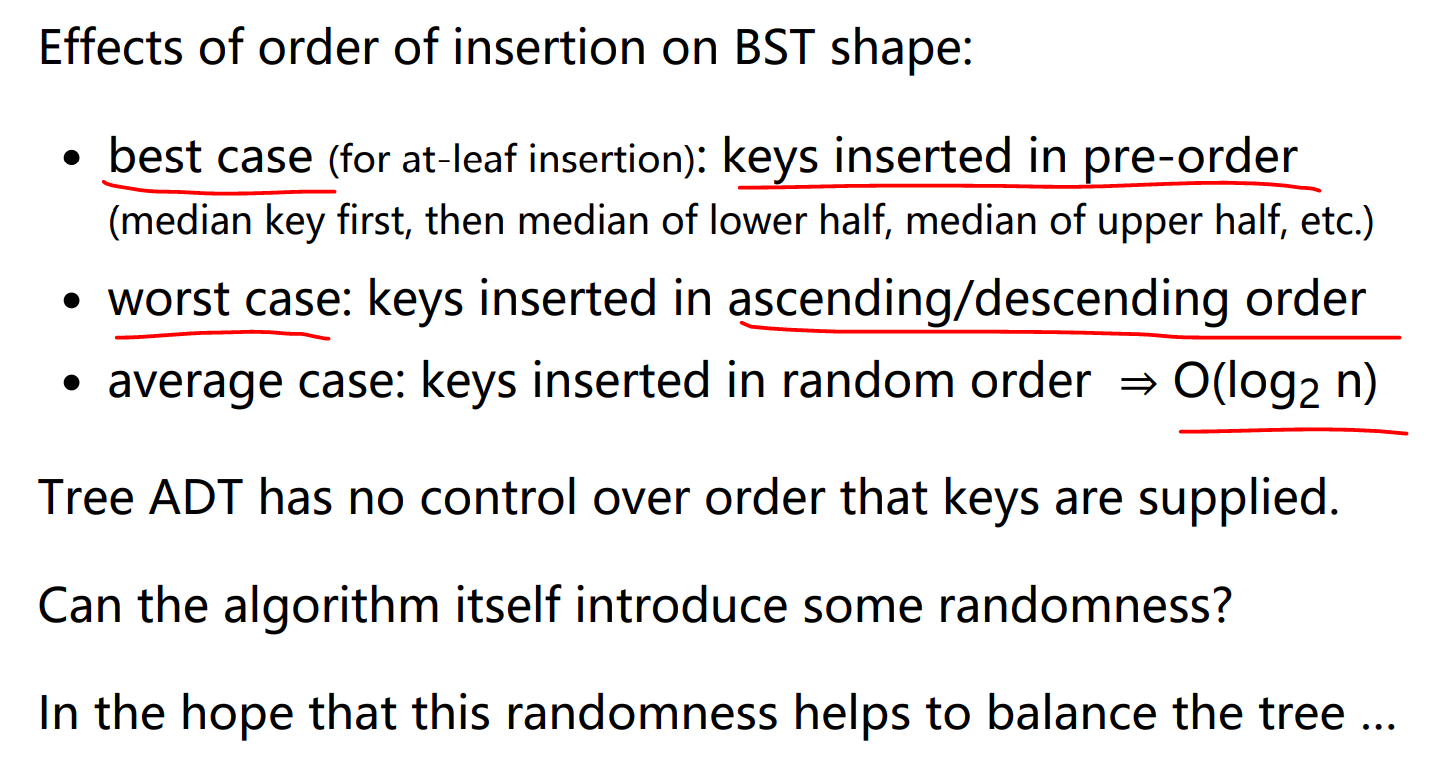 Effects of order of insertion on BST shape:
• best case (for at-leaf insertion): keys inserted in pre-order
(median key first, then median of lower half, median of upper half, etc.)
• worst case: keys inserted in ascending/descending order
• average case: keys inserted in random order ⇒ O(log₂ n)
Tree ADT has no control over order that keys are supplied.
Can the algorithm itself introduce some randomness?
In the hope that this randomness helps to balance the tree ...